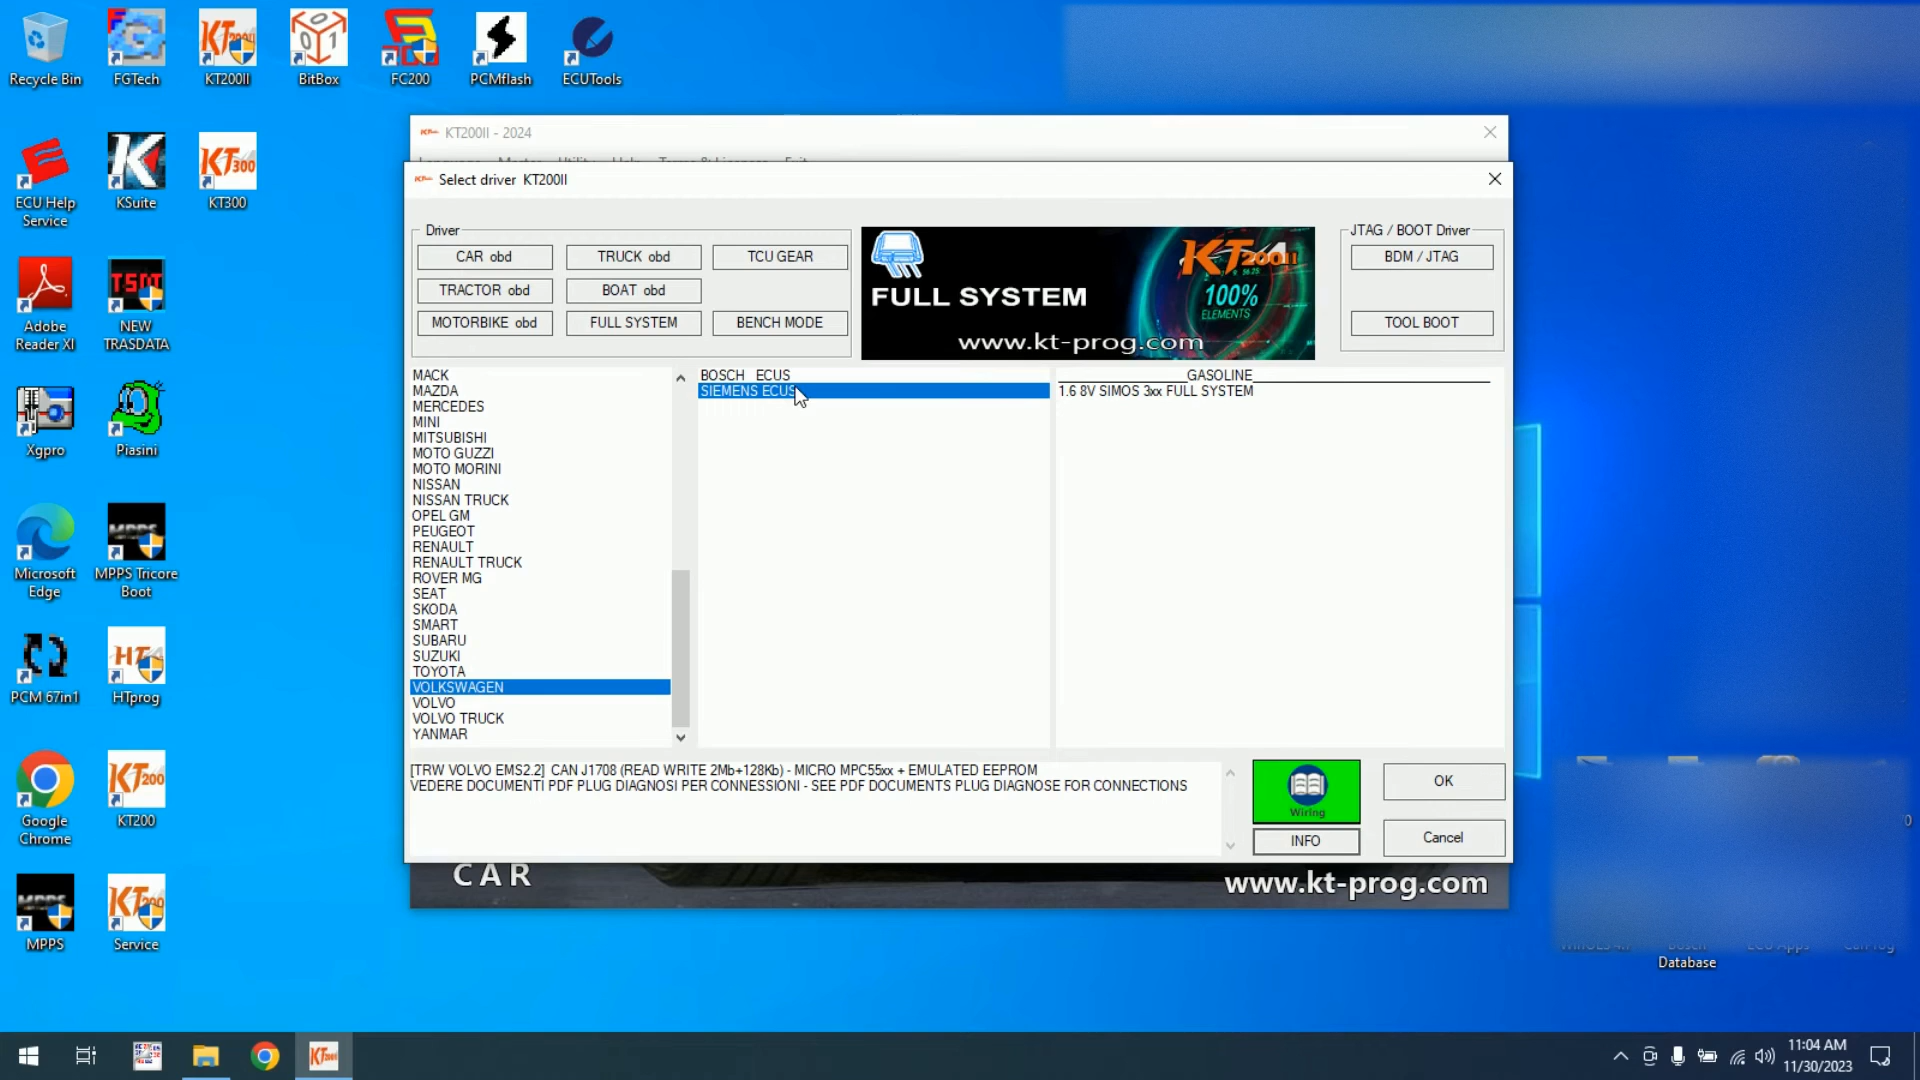 Recycle Bin
FGTech
KT200II
BitBox
FC200
PCMflash
ECUTools
ECU Help
Service
KSuite
KT300
Adobe
Reader XI
NEW
TRASDATA
Xgpro
Piasini
Microsoft
Edge
MPPS Tricore
Boot
PCM 67in1
HTprog
Google
Chrome
KT200
MPPS
Service
KT200II - 2024
Select driver KT200II
Driver
CAR obd
TRUCK obd
TCU GEAR
TRACTOR obd
BOAT obd
MOTORBIKE obd
FULL SYSTEM
BENCH MODE
FULL SYSTEM
KT200II
100%
ELEMENTS
www.kt-prog.com
JTAG / BOOT Driver
BDM / JTAG
TOOL BOOT
MACK
MAZDA
MERCEDES
MINI
MITSUBISHI
MOTO GUZZI
MOTO MORINI
NISSAN
NISSAN TRUCK
OPEL GM
PEUGEOT
RENAULT
RENAULT TRUCK
ROVER MG
SEAT
SKODA
SMART
SUBARU
SUZUKI
TOYOTA
VOLKSWAGEN
VOLVO
VOLVO TRUCK
YANMAR
BOSCH ECUS
SIEMENS ECUS
GASOLINE
1.6 8V SIMOS 3xx FULL SYSTEM
[TRW VOLVO EMS2.2] CAN J1708 (READ WRITE 2Mb+128Kb) - MICRO MPC55xx + EMULATED EEPROM
VEDERE DOCUMENTI PDF PLUG DIAGNOSI PER CONNESSIONI - SEE PDF DOCUMENTS PLUG DIAGNOSE FOR CONNECTIONS
Wiring
INFO
OK
Cancel
CAR
www.kt-prog.com
Database
11:04 AM
11/30/2023